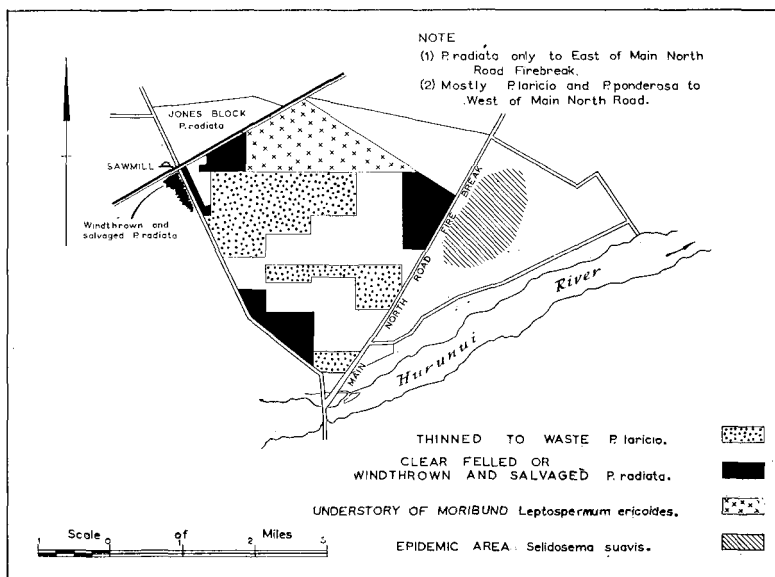 NOTE
(1) P. radiata only to East of Main North
Road Firebreak.
(2) Mostly P. laricio and P. ponderosa to
West of Main North Road.
JONES BLOCK
P. radiata
SAWMILL
Windthrown and
salvaged P. radiata
MAIN NORTH ROAD FIRE BREAK
Hurunui River
THINNED TO WASTE P. laricio.
CLEAR FELLED OR
WINDTHROWN AND SALVAGED P. radiata.
UNDERSTORY OF MORIBUND Leptospermum ericoides.
EPIDEMIC AREA: Selidosema suavis.
Scale of Miles
1 0 1 2 3